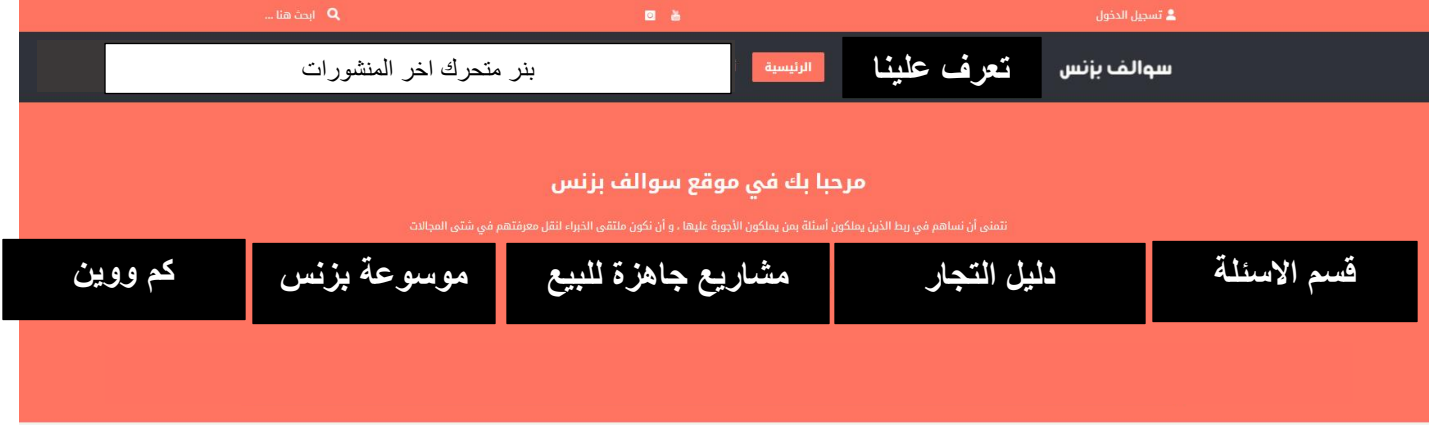 تسجيل الدخول
ابحث هنا ...
سوالف بزنس
تعرف علينا
الرئيسية
بنر متحرك اخر المنشورات
مرحبا بك في موقع سوالف بزنس
نتمنى أن نساهم في ربط الذين يملكون أسئلة بمن يملكون الأجوبة عليها ، و أن نكون ملتقى الخبراء لنقل معرفتهم في شتى المجالات
قسم الاسئلة
دليل التجار
مشاريع جاهزة للبيع
موسوعة بزنس
كم ووين